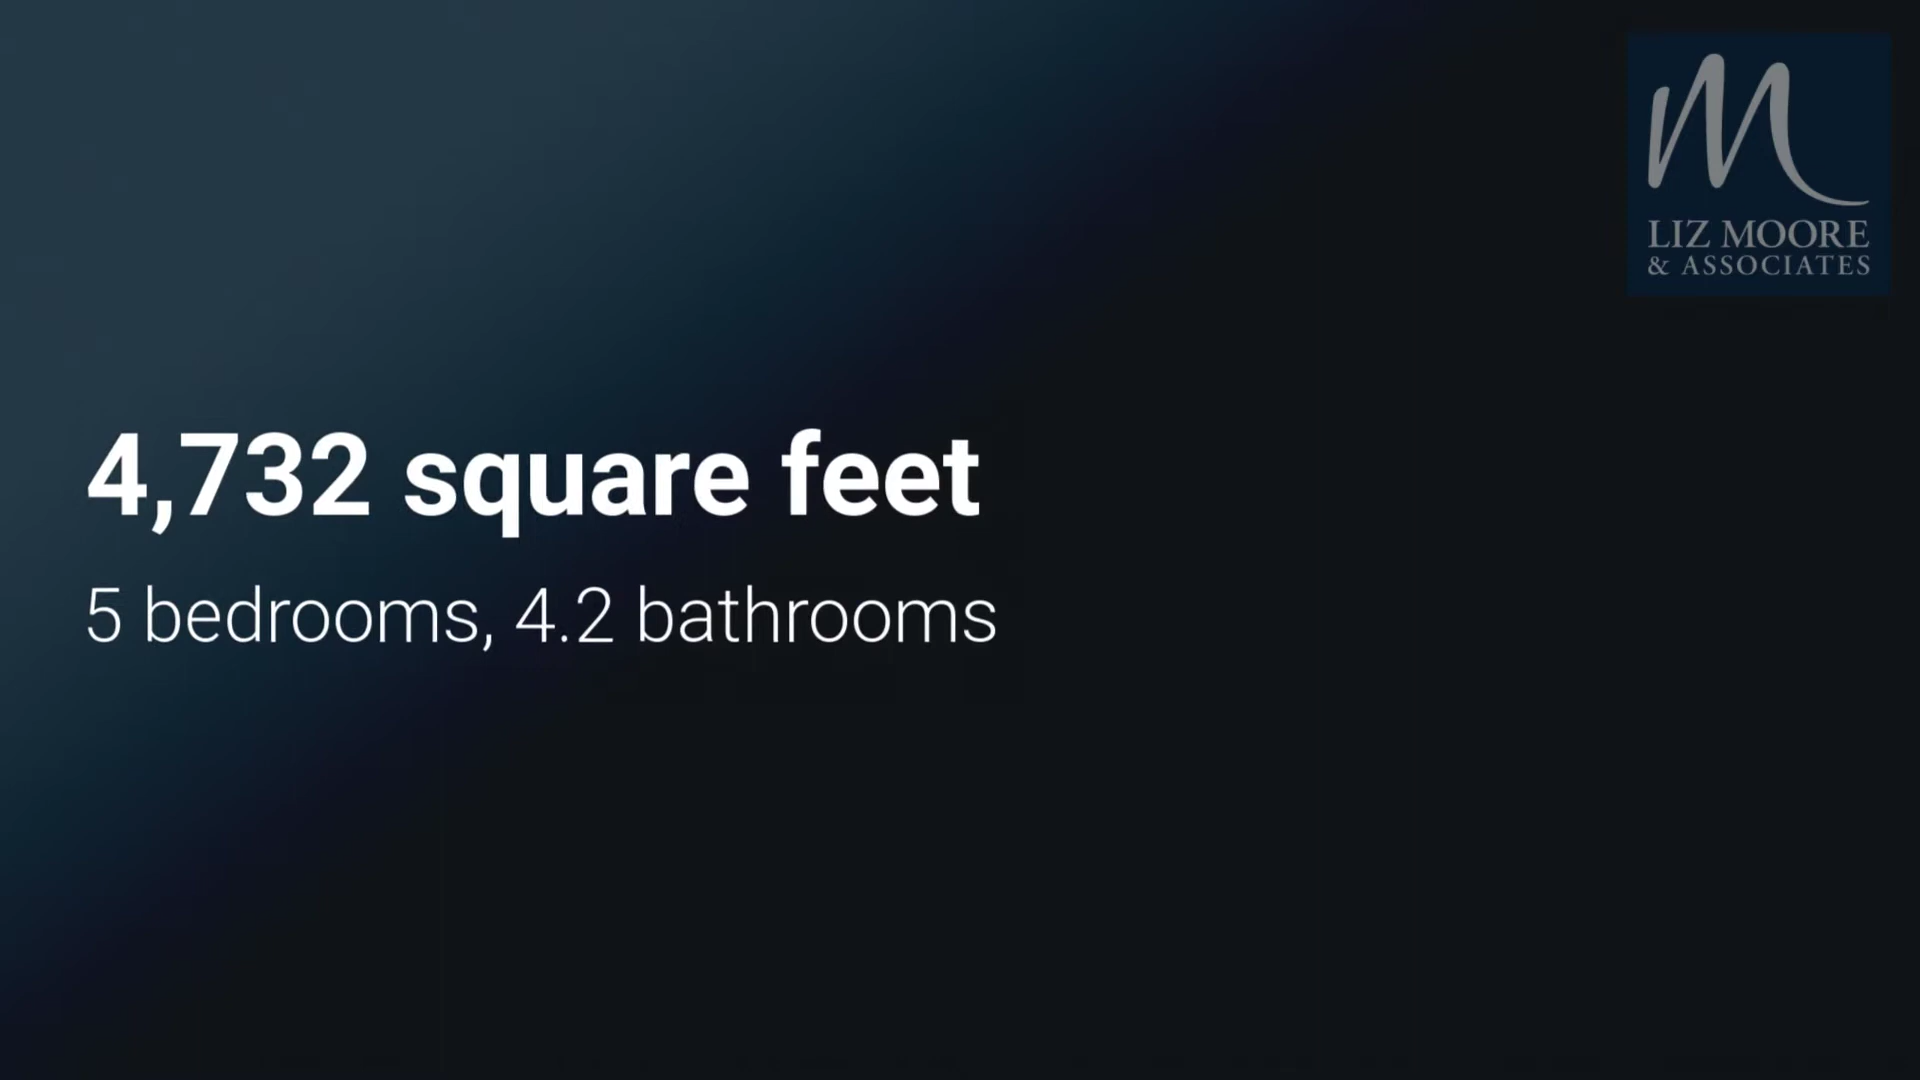 4,732 square feet
5 bedrooms, 4.2 bathrooms
M
LIZ MOORE
& ASSOCIATES